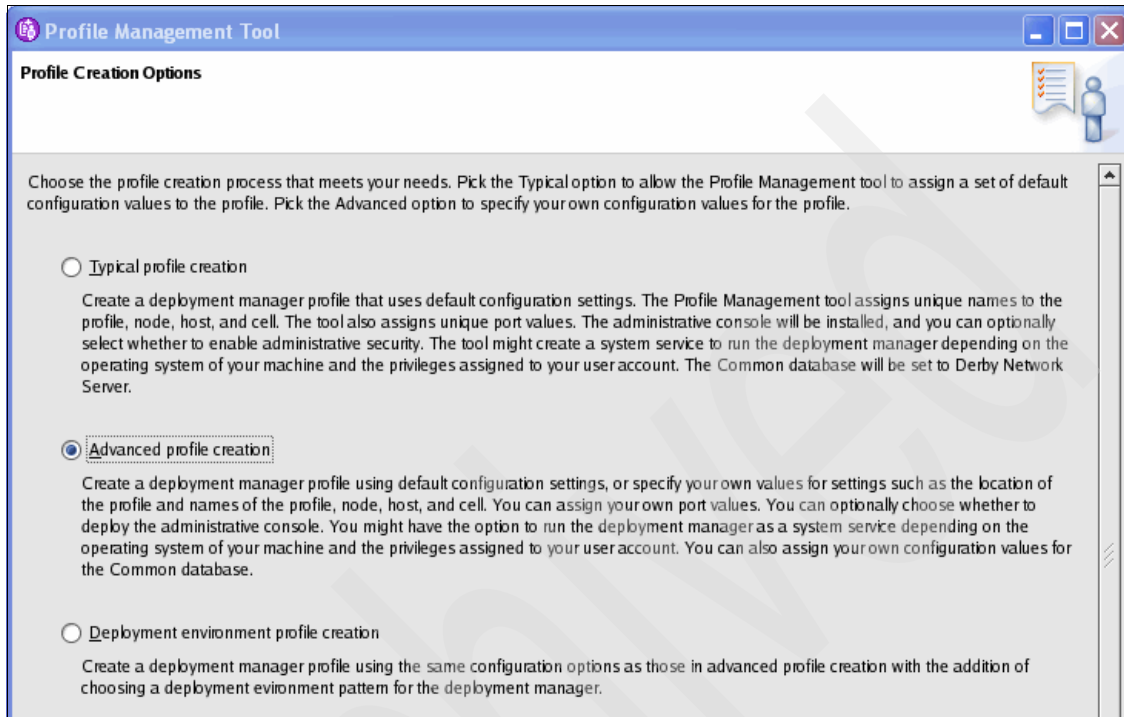 Profile Management Tool
Profile Creation Options
Choose the profile creation process that meets your needs. Pick the Typical option to allow the Profile Management tool to assign a set of default
configuration values to the profile. Pick the Advanced option to specify your own configuration values for the profile.
Typical profile creation
Create a deployment manager profile that uses default configuration settings. The Profile Management tool assigns unique names to the
profile, node, host, and cell. The tool also assigns unique port values. The administrative console will be installed, and you can optionally
select whether to enable administrative security. The tool might create a system service to run the deployment manager depending on the
operating system of your machine and the privileges assigned to your user account. The Common database will be set to Derby Network
Server.
Advanced profile creation
Create a deployment manager profile using default configuration settings, or specify your own values for settings such as the location of
the profile and names of the profile, node, host, and cell. You can assign your own port values. You can optionally choose whether to
deploy the administrative console. You might have the option to run the deployment manager as a system service depending on the
operating system of your machine and the privileges assigned to your user account. You can also assign your own configuration values for
the Common database.
Deployment environment profile creation
Create a deployment manager profile using the same configuration options as those in advanced profile creation with the addition of
choosing a deployment evironment pattern for the deployment manager.